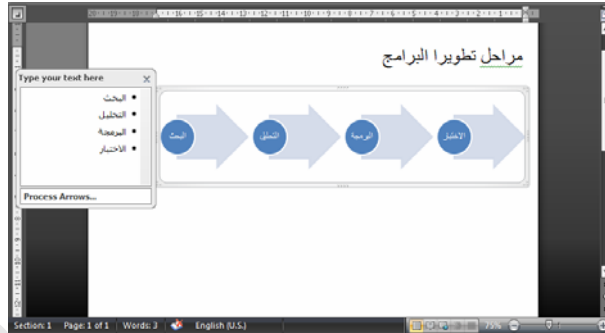 مراحل تطويرا البرامج
Type your text here
البحث
التحليل
البرمجة
الاختبار
Process Arrows...
البحث
البرمجة
الاختبار
Section: 1 Page: 1 of 1 Words: 3 English (U.S.) 75%